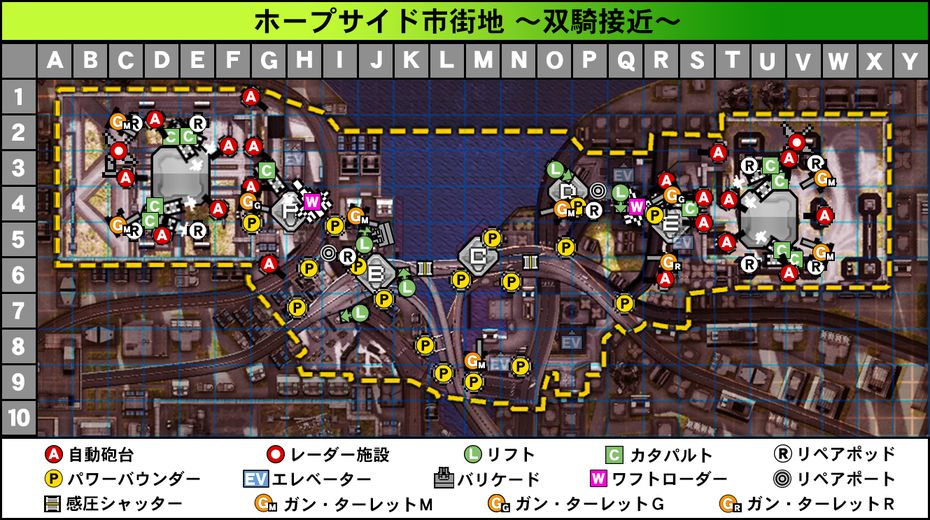 ホープサイド市街地 ～双騎接近～
A B C D E F G H I J K L M N O P Q R S T U V W X Y
1
2
3
4
5
6
7
8
9
10
A 自動砲台 レーダー施設 L リフト C カタパルト R リペアポッド
P パワーバウンダー EV エレベーター バリケード W ワフトローダー リペアポート
感圧シャッター GM ガン・ターレットM GG ガン・ターレットG GR ガン・ターレットR